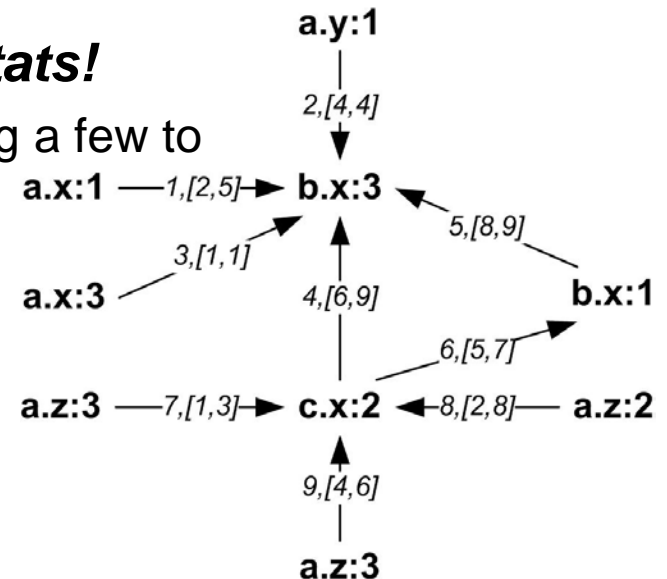 a.y:1
tats!
2,[4,4]
g a few to
a.x:1 1,[2,5] b.x:3
5,[8,9]
3,[1,1]
a.x:3 4,[6,9] b.x:1
6,[5,7]
a.z:3 7,[1,3] c.x:2 8,[2,8] a.z:2
9,[4,6]
a.z:3